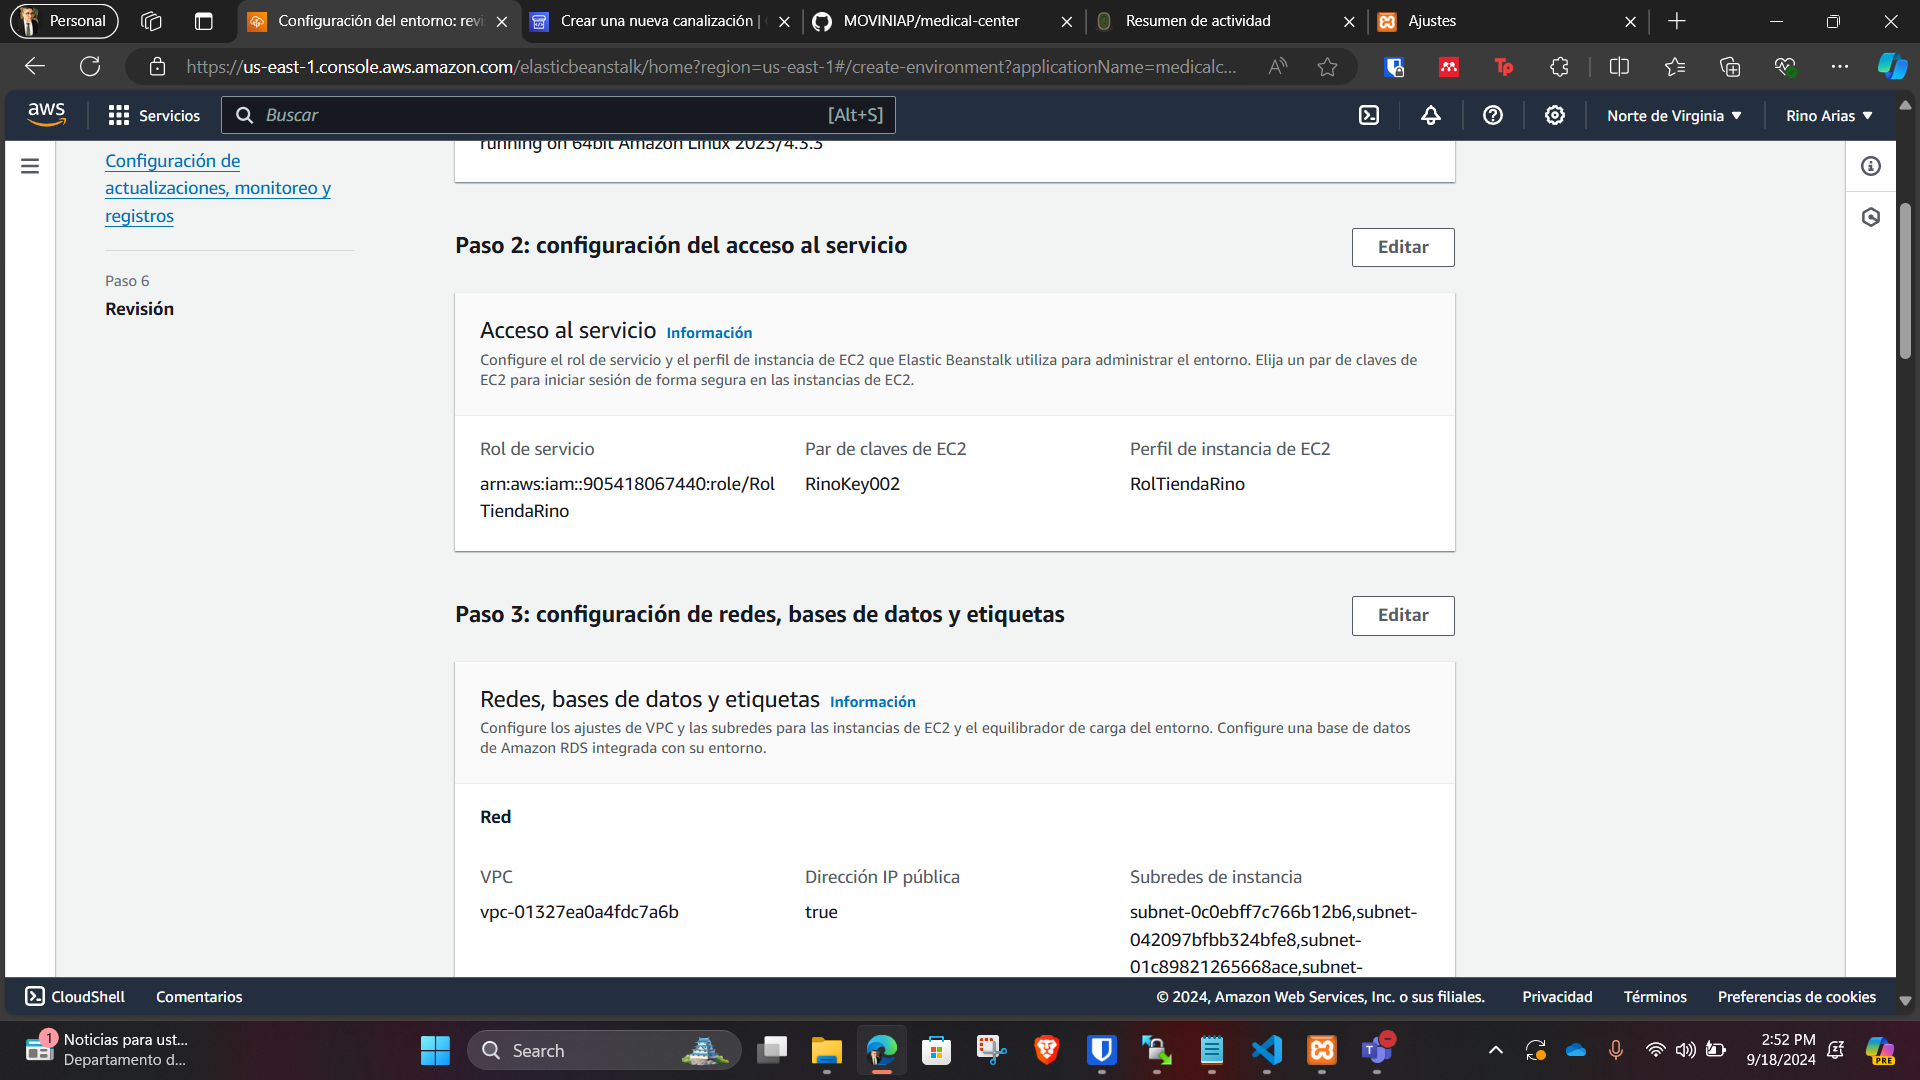 Personal
Configuración del entorno: revi
Crear una nueva canalización |
MOVINIAP/medical-center
Resumen de actividad
Ajustes
https://us-east-1.console.aws.amazon.com/elasticbeanstalk/home?region=us-east-1#/create-environment?applicationName=medicalc...
aws
Servicios
Buscar
[Alt+S]
Norte de Virginia
Rino Arias
Configuración de
actualizaciones, monitoreo y
registros
Paso 6
Revisión
running on 64bit Amazon Linux 2023/4.3.3
Paso 2: configuración del acceso al servicio
Editar
Acceso al servicio Información
Configure el rol de servicio y el perfil de instancia de EC2 que Elastic Beanstalk utiliza para administrar el entorno. Elija un par de claves de
EC2 para iniciar sesión de forma segura en las instancias de EC2.
Rol de servicio
arn:aws:iam::905418067440:role/Rol
TiendaRino
Par de claves de EC2
RinoKey002
Perfil de instancia de EC2
RolTiendaRino
Paso 3: configuración de redes, bases de datos y etiquetas
Editar
Redes, bases de datos y etiquetas Información
Configure los ajustes de VPC y las subredes para las instancias de EC2 y el equilibrador de carga del entorno. Configure una base de datos
de Amazon RDS integrada con su entorno.
Red
VPC
vpc-01327ea0a4fdc7a6b
Dirección IP pública
true
Subredes de instancia
subnet-0c0ebff7c766b12b6,subnet-
042097bfbb324bfe8,subnet-
01c89821265668ace,subnet-
CloudShell
Comentarios
© 2024, Amazon Web Services, Inc. o sus filiales.
Privacidad
Términos
Preferencias de cookies
1
Noticias para ust...
Departamento d...
Search
2:52 PM
9/18/2024
PRE